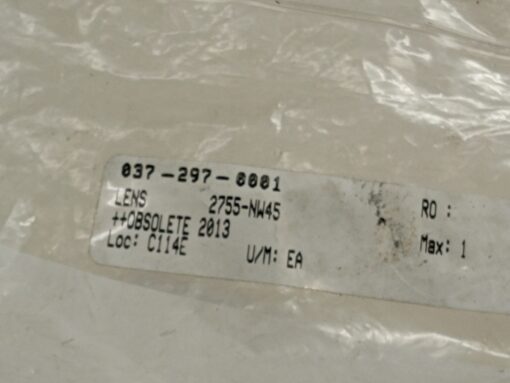 037-297-0001
LENS 2755-NW45 RO :
++OBSOLETE 2013
Loc: C114E U/M: EA Max: 1